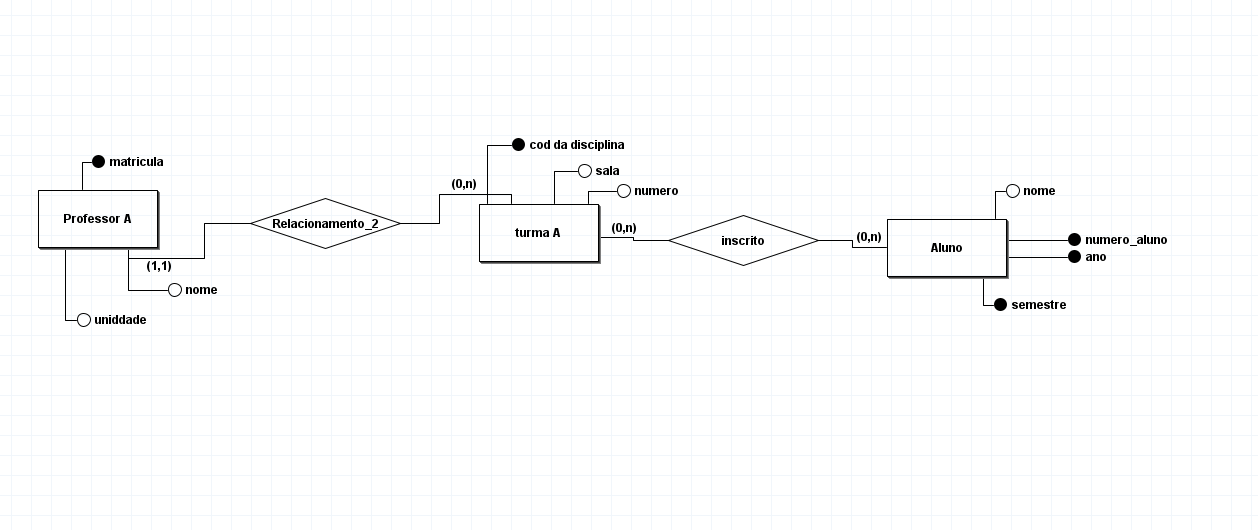 cod da disciplina
matricula
sala
(0,n)
numero
nome
Professor A
Relacionamento_2
turma A
(0,n)
inscrito
(0,n)
Aluno
numero_aluno
ano
(1,1)
nome
semestre
uniddade